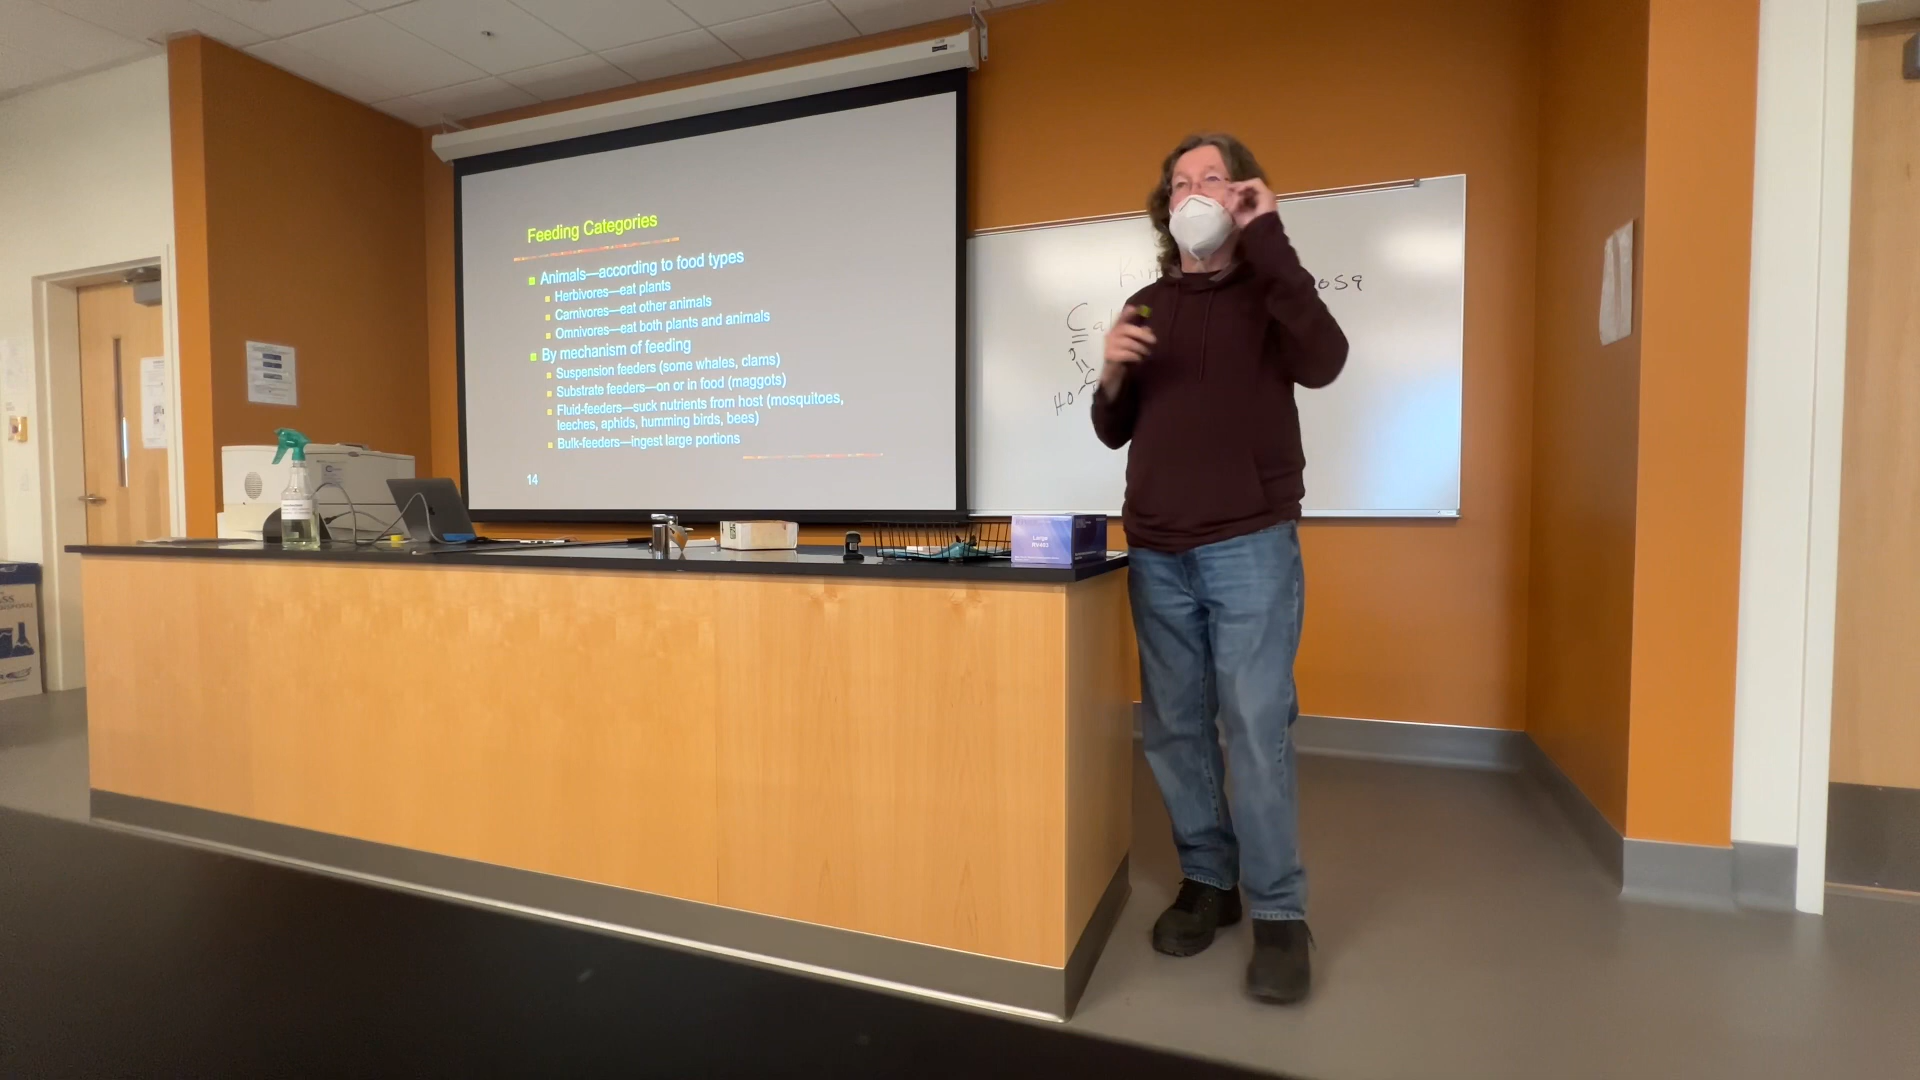 Feeding Categories
Animals—according to food types
Herbivores—eat plants
Carnivores—eat other animals
Omnivores—eat both plants and animals
By mechanism of feeding
Suspension feeders (some whales, clams)
Substrate feeders—on or in food (maggots)
Fluid-feeders—suck nutrients from host (mosquitoes,
leeches, aphids, humming birds, bees)
Bulk-feeders—ingest large portions
14
HO
Large